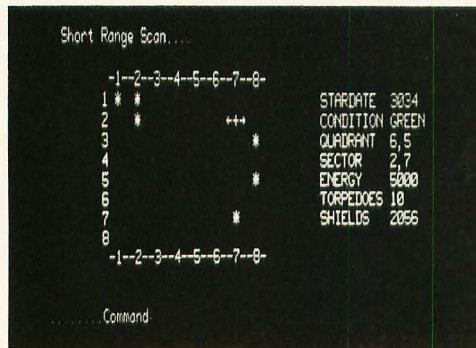 Short Range Scan....
-1--2--3--4--5--6--7--8-
1 * *
2 * +++ 
3 *
4
5 *
6
7 *
8
-1--2--3--4--5--6--7--8-
STARDATE 3034
CONDITION GREEN
QUADRANT 6,5
SECTOR 2,7
ENERGY 5000
TORPEDOES 10
SHIELDS 2056
.........Command: